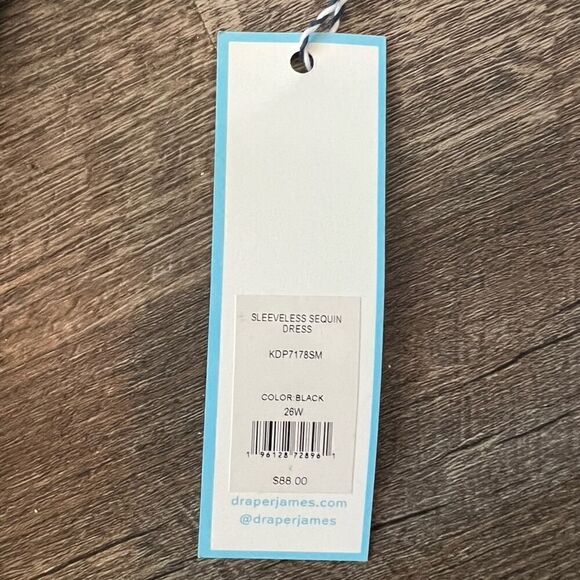 SLEEVELESS SEQUIN
DRESS
KDP7178SM
COLOR BLACK
26W
1 96128 72896 1
$88.00
draperjames.com
@draperjames